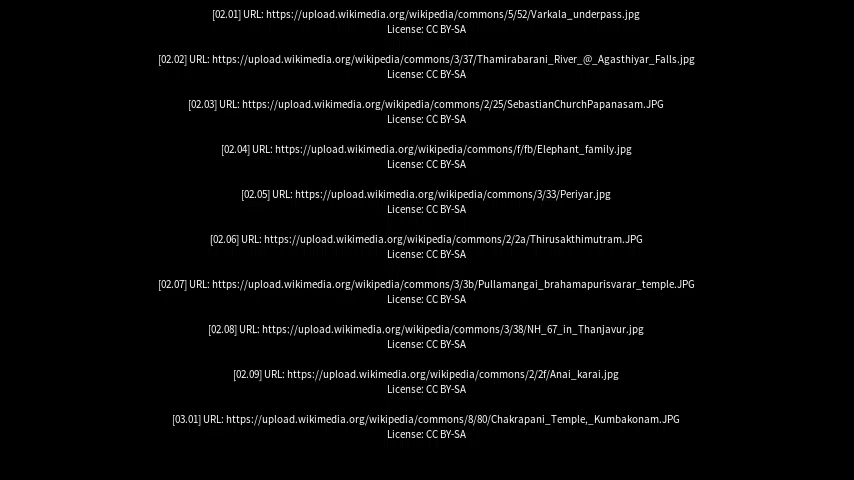 [02.01] URL: https://upload.wikimedia.org/wikipedia/commons/5/52/Varkala_underpass.jpg
License: CC BY-SA
[02.02] URL: https://upload.wikimedia.org/wikipedia/commons/3/37/Thamirabarani_River_@_Agasthiyar_Falls.jpg
License: CC BY-SA
[02.03] URL: https://upload.wikimedia.org/wikipedia/commons/2/25/SebastianChurchPapanasam.JPG
License: CC BY-SA
[02.04] URL: https://upload.wikimedia.org/wikipedia/commons/f/fb/Elephant_family.jpg
License: CC BY-SA
[02.05] URL: https://upload.wikimedia.org/wikipedia/commons/3/33/Periyar.jpg
License: CC BY-SA
[02.06] URL: https://upload.wikimedia.org/wikipedia/commons/2/2a/Thirusakthimutram.JPG
License: CC BY-SA
[02.07] URL: https://upload.wikimedia.org/wikipedia/commons/3/3b/Pullamangai_brahamapurisvarar_temple.JPG
License: CC BY-SA
[02.08] URL: https://upload.wikimedia.org/wikipedia/commons/3/38/NH_67_in_Thanjavur.jpg
License: CC BY-SA
[02.09] URL: https://upload.wikimedia.org/wikipedia/commons/2/2f/Anai_karai.jpg
License: CC BY-SA
[03.01] URL: https://upload.wikimedia.org/wikipedia/commons/8/80/Chakrapani_Temple,_Kumbakonam.JPG
License: CC BY-SA